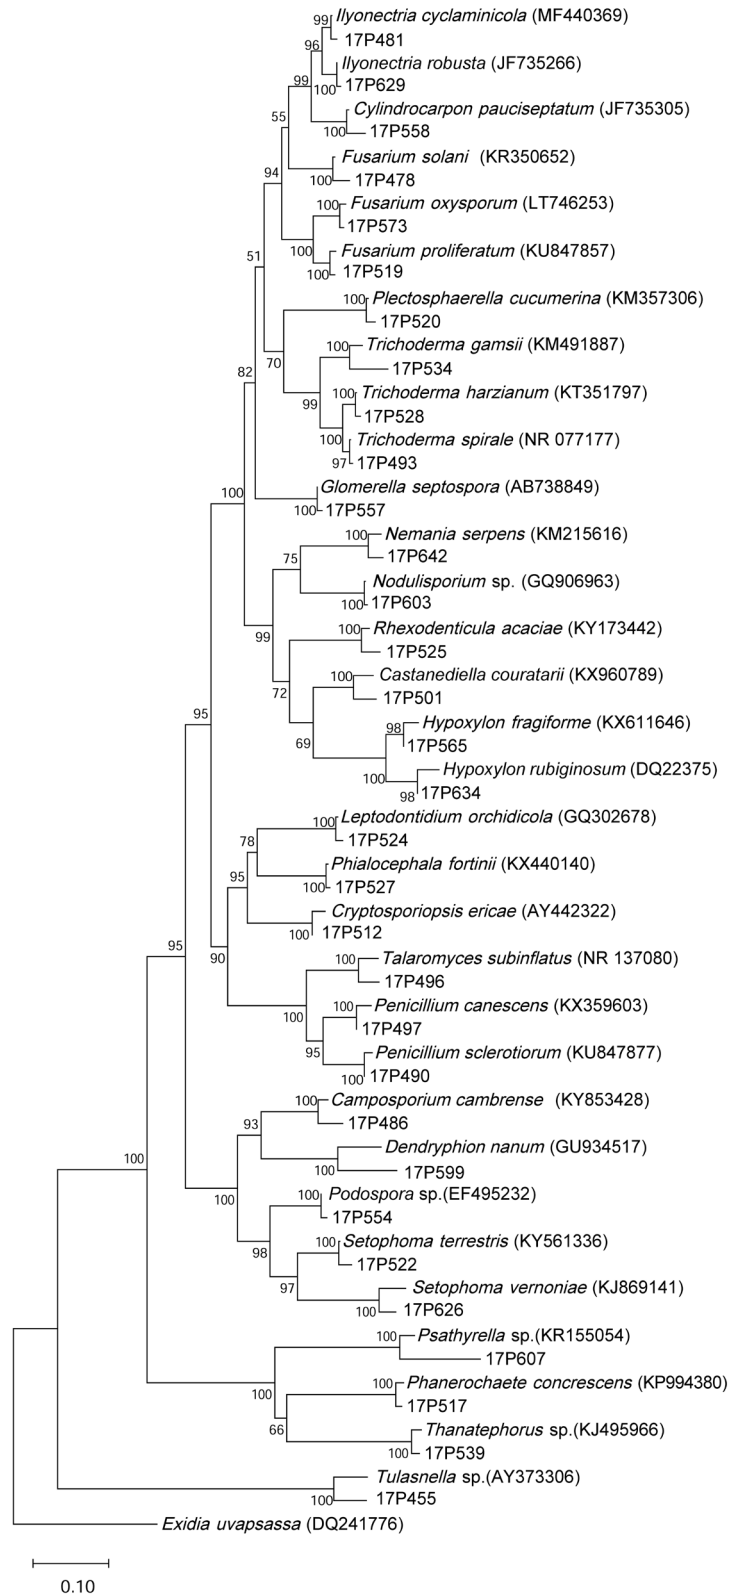 99
Ilyonectria cyclaminicola (MF440369)
17P481
96
Ilyonectria robusta (JF735266)
100
17P629
99
Cylindrocarpon pauciseptatum (JF735305)
100
17P558
55
Fusarium solani (KR350652)
100
17P478
94
100
Fusarium oxysporum (LT746253)
17P573
100
Fusarium proliferatum (KU847857)
100
17P519
51
100
Plectosphaerella cucumerina (KM357306)
17P520
70
100
Trichoderma gamsii (KM491887)
17P534
99
100
Trichoderma harzianum (KT351797)
17P528
100
Trichoderma spirale (NR 077177)
97
17P493
82
Glomerella septospora (AB738849)
100
17P557
100
100
Nemania serpens (KM215616)
17P642
75
Nodulisporium sp. (GQ906963)
100
17P603
99
100
Rhexodenticula acaciae (KY173442)
17P525
72
100
Castanediella couratarii (KX960789)
17P501
69
98
Hypoxylon fragiforme (KX611646)
17P565
100
Hypoxylon rubiginosum (DQ22375)
98
17P634
95
100
Leptodontidium orchidicola (GQ302678)
17P524
78
Phialocephala fortinii (KX440140)
100
17P527
95
Cryptosporiopsis ericae (AY442322)
100
17P512
90
100
Talaromyces subinflatus (NR 137080)
17P496
100
100
Penicillium canescens (KX359603)
17P497
95
Penicillium sclerotiorum (KU847877)
100
17P490
95
100
Camposporium cambrense (KY853428)
17P486
93
Dendryphion nanum (GU934517)
100
17P599
100
100
Podospora sp.(EF495232)
17P554
98
100
Setophoma terrestris (KY561336)
17P522
97
Setophoma vernoniae (KJ869141)
100
17P626
100
100
Psathyrella sp.(KR155054)
17P607
100
100
Phanerochaete concrescens (KP994380)
17P517
66
Thanatephorus sp.(KJ495966)
100
17P539
Tulasnella sp.(AY373306)
100
17P455
Exidia uvapsassa (DQ241776)
0.10